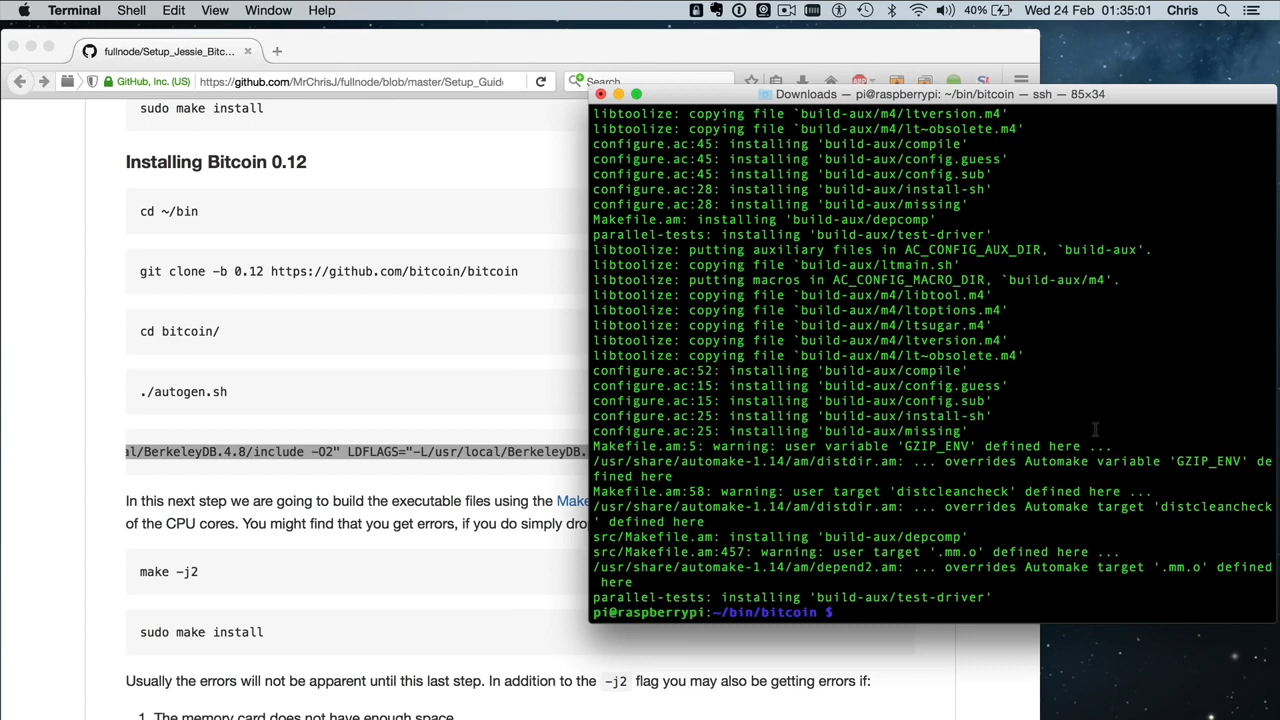 Terminal Shell Edit View Window Help 40% Wed 24 Feb 01:35:01 Chris
fullnode/Setup_Jessie_Bitc...
GitHub, Inc. (US) https://github.com/MrChrisJ/fullnode/blob/master/Setup_Guid Search
sudo make install
Installing Bitcoin 0.12
cd ~/bin
git clone -b 0.12 https://github.com/bitcoin/bitcoin
cd bitcoin/
./autogen.sh
al/BerkeleyDB.4.8/include -O2" LDFLAGS="-L/usr/local/BerkeleyDB.
In this next step we are going to build the executable files using the Make
of the CPU cores. You might find that you get errors, if you do simply dro
make -j2
sudo make install
Usually the errors will not be apparent until this last step. In addition to the -j2 flag you may also be getting errors if:
1. The memory card does not have enough space
Downloads — pi@raspberrypi: ~/bin/bitcoin — ssh — 85×34
libtoolize: copying file `build-aux/m4/ltversion.m4'
libtoolize: copying file `build-aux/m4/lt~obsolete.m4'
configure.ac:45: installing 'build-aux/compile'
configure.ac:45: installing 'build-aux/config.guess'
configure.ac:45: installing 'build-aux/config.sub'
configure.ac:28: installing 'build-aux/install-sh'
configure.ac:28: installing 'build-aux/missing'
Makefile.am: installing 'build-aux/depcomp'
parallel-tests: installing 'build-aux/test-driver'
libtoolize: putting auxiliary files in AC_CONFIG_AUX_DIR, `build-aux'.
libtoolize: copying file `build-aux/ltmain.sh'
libtoolize: putting macros in AC_CONFIG_MACRO_DIR, `build-aux/m4'.
libtoolize: copying file `build-aux/m4/libtool.m4'
libtoolize: copying file `build-aux/m4/ltoptions.m4'
libtoolize: copying file `build-aux/m4/ltsugar.m4'
libtoolize: copying file `build-aux/m4/ltversion.m4'
libtoolize: copying file `build-aux/m4/lt~obsolete.m4'
configure.ac:52: installing 'build-aux/compile'
configure.ac:15: installing 'build-aux/config.guess'
configure.ac:15: installing 'build-aux/config.sub'
configure.ac:25: installing 'build-aux/install-sh'
configure.ac:25: installing 'build-aux/missing'
Makefile.am:5: warning: user variable 'GZIP_ENV' defined here ...
/usr/share/automake-1.14/am/distdir.am: ... overrides Automake variable 'GZIP_ENV' de
fined here
Makefile.am:58: warning: user target 'distcleancheck' defined here ...
/usr/share/automake-1.14/am/distdir.am: ... overrides Automake target 'distcleancheck
' defined here
src/Makefile.am: installing 'build-aux/depcomp'
src/Makefile.am:457: warning: user target '.mm.o' defined here ...
/usr/share/automake-1.14/am/depend2.am: ... overrides Automake target '.mm.o' defined
here
parallel-tests: installing 'build-aux/test-driver'
pi@raspberrypi:~/bin/bitcoin $